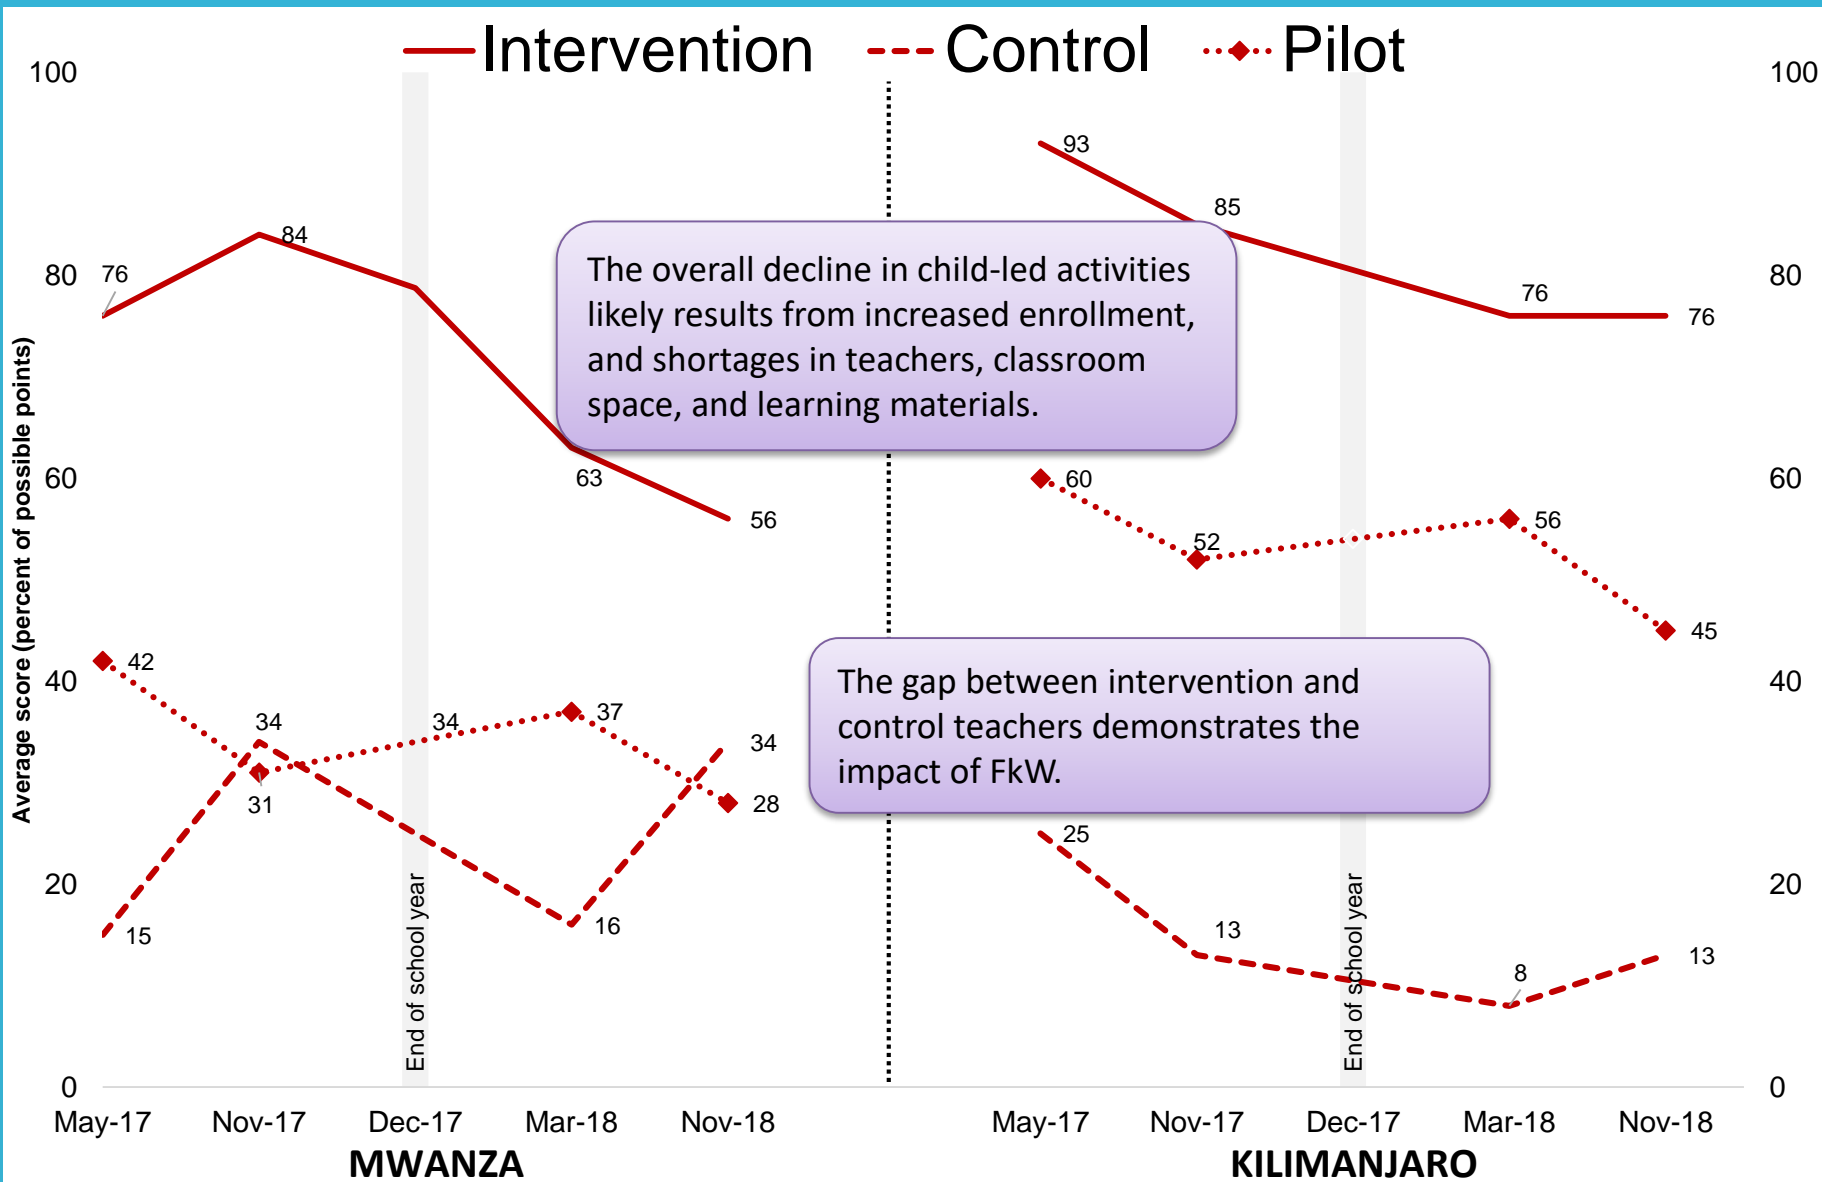 Intervention Control Pilot
100 100
93
85
84
80 80
76
76
76
The overall decline in child-led activities
likely results from increased enrollment,
and shortages in teachers, classroom
space, and learning materials.
Average score (percent of possible points)
63
60 60
60
56
56
52
45
42
40 40
37
34
34
34
31
28
The gap between intervention and
control teachers demonstrates the
impact of FkW.
25
20 20
15
16
13
8
13
End of school year
End of school year
0 0
May-17 Nov-17 Dec-17 Mar-18 Nov-18 May-17 Nov-17 Dec-17 Mar-18 Nov-18
MWANZA KILIMANJARO